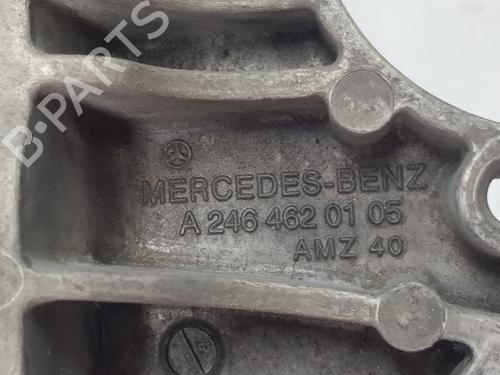 B-PARTS
MERCEDES-BENZ
A 246 462 01 05
AMZ 40